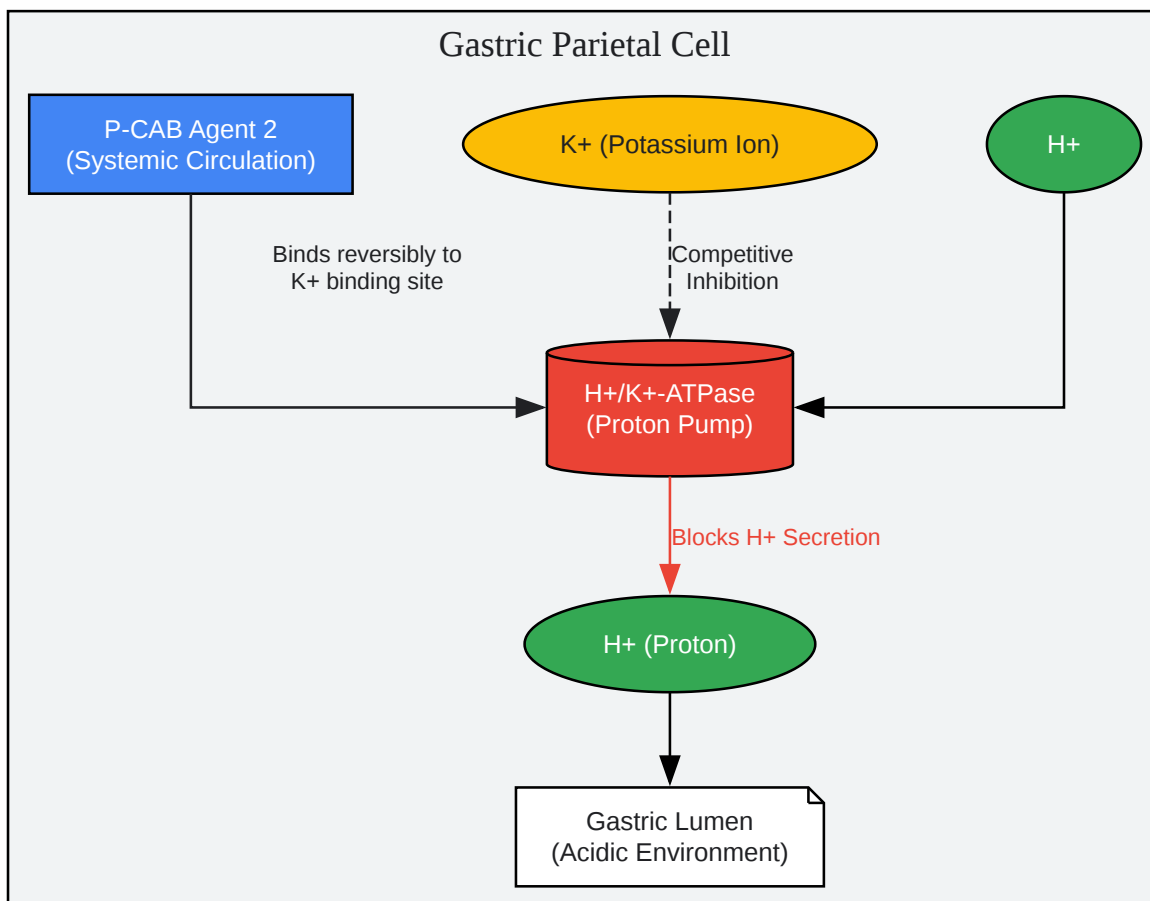 Gastric Parietal Cell
P-CAB Agent 2
(Systemic Circulation)
K+ (Potassium Ion)
H+
Binds reversibly to
K+ binding site
Competitive
Inhibition
H+/K+-ATPase
(Proton Pump)
Blocks H+ Secretion
H+ (Proton)
Gastric Lumen
(Acidic Environment)